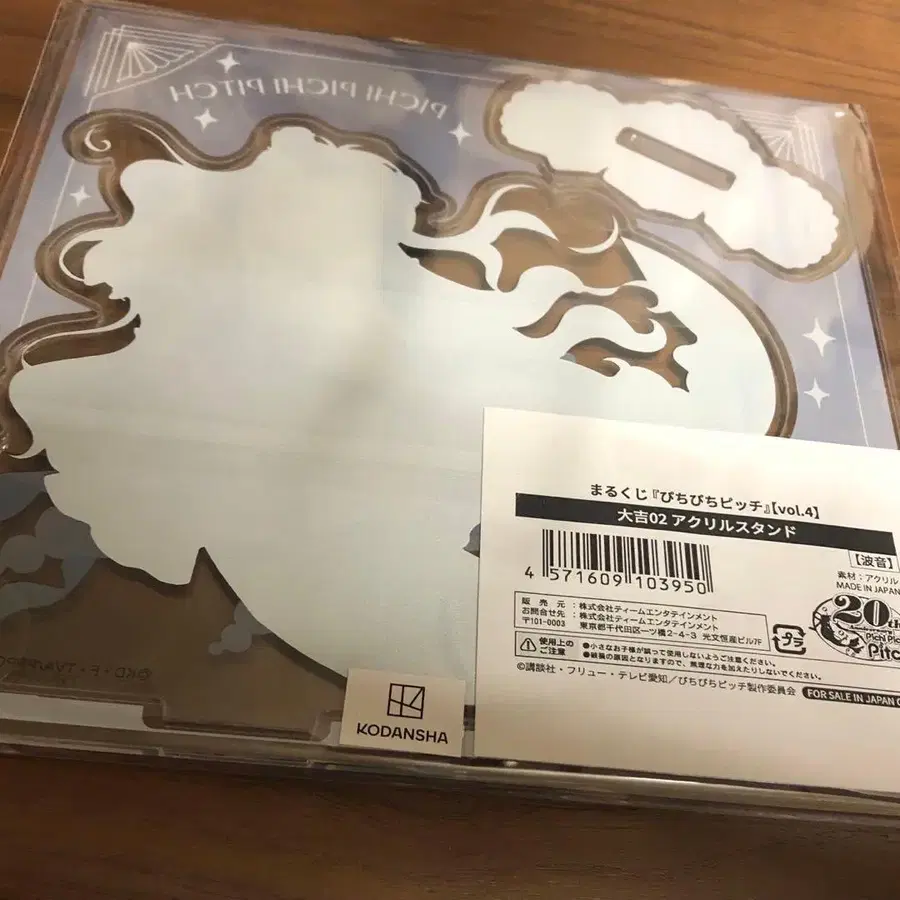 PICHI PICHI PITCH
まるくじ『ぴちぴちピッチ』【vol.4】
大吉02 アクリルスタンド
【波音】
4 571609 103950
素材：アクリル
MADE IN JAPAN
販売元：株式会社ティームエンタテインメント
お問合せ先：株式会社ティームエンタテインメント
〒101-0003 東京都千代田区一ツ橋2-4-3 光文恒産ビル7F
プラ
20th
Pichi Pic
Pitc
使用上のご注意
●小さなお子様が誤って使用しないようご注意ください。
●破損の原因となりますので、無理な力を加えたりしないでください。
©講談社・フリュー・テレビ愛知／ぴちぴちピッチ製作委員会
FOR SALE IN JAPAN O
KODANSHA